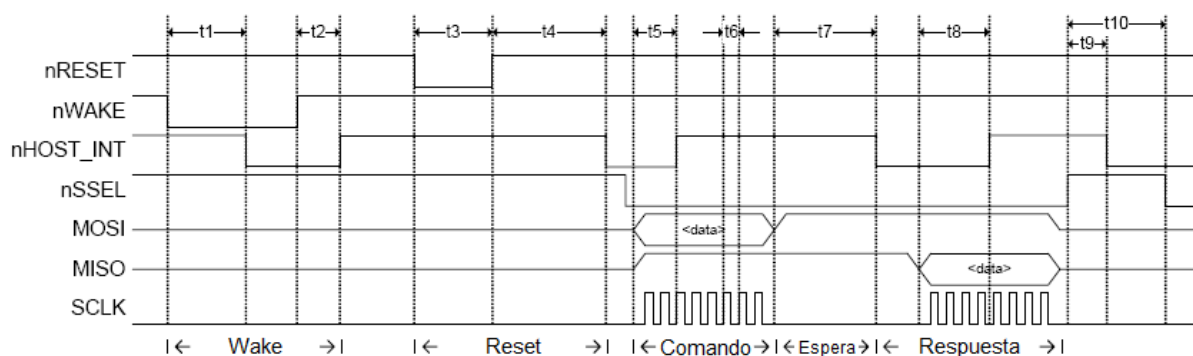 t1 t2 t3 t4 t5 t6 t7 t8 t10
t9
nRESET
nWAKE
nHOST_INT
nSSEL
MOSI <data>
MISO <data>
SCLK
|← Wake →| |← Reset →| |← Comando →|← Espera →|← Respuesta →|